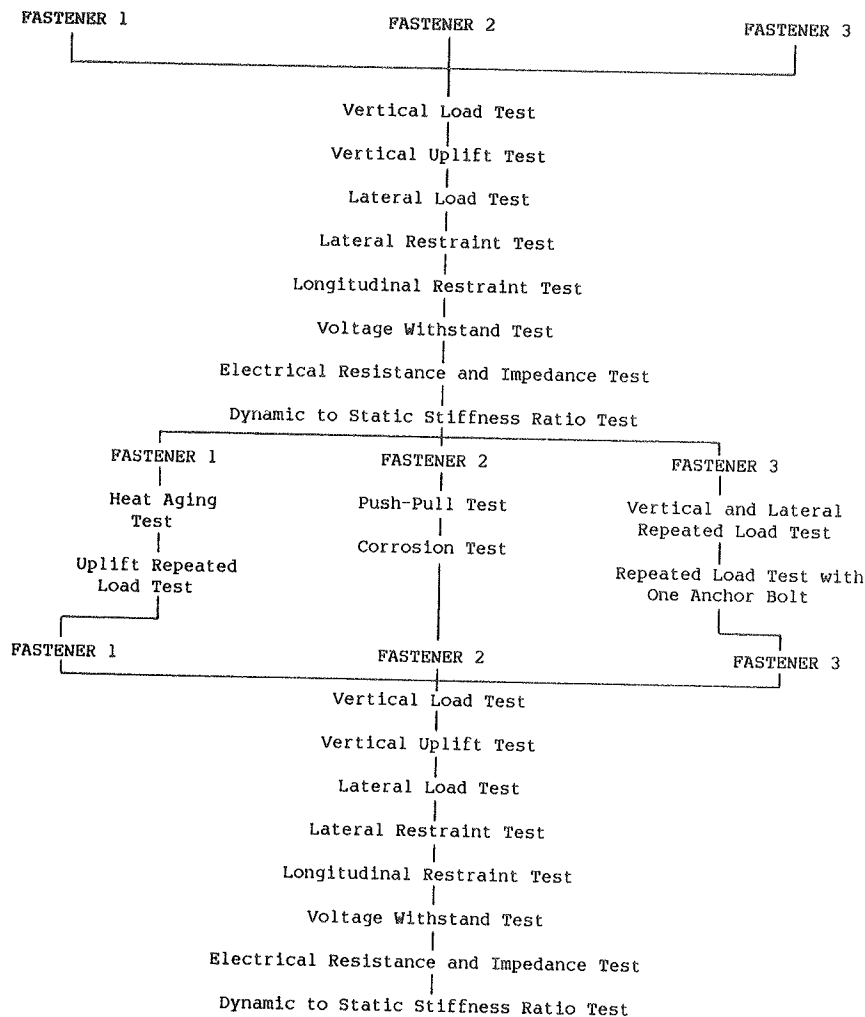 FASTENER 1
FASTENER 2
FASTENER 3
Vertical Load Test
Vertical Uplift Test
Lateral Load Test
Lateral Restraint Test
Longitudinal Restraint Test
Voltage Withstand Test
Electrical Resistance and Impedance Test
Dynamic to Static Stiffness Ratio Test
FASTENER 1
Heat Aging
Test
Uplift Repeated
Load Test
FASTENER 2
Push-Pull Test
Corrosion Test
FASTENER 3
Vertical and Lateral
Repeated Load Test
Repeated Load Test with
One Anchor Bolt
FASTENER 1
FASTENER 2
FASTENER 3
Vertical Load Test
Vertical Uplift Test
Lateral Load Test
Lateral Restraint Test
Longitudinal Restraint Test
Voltage Withstand Test
Electrical Resistance and Impedance Test
Dynamic to Static Stiffness Ratio Test